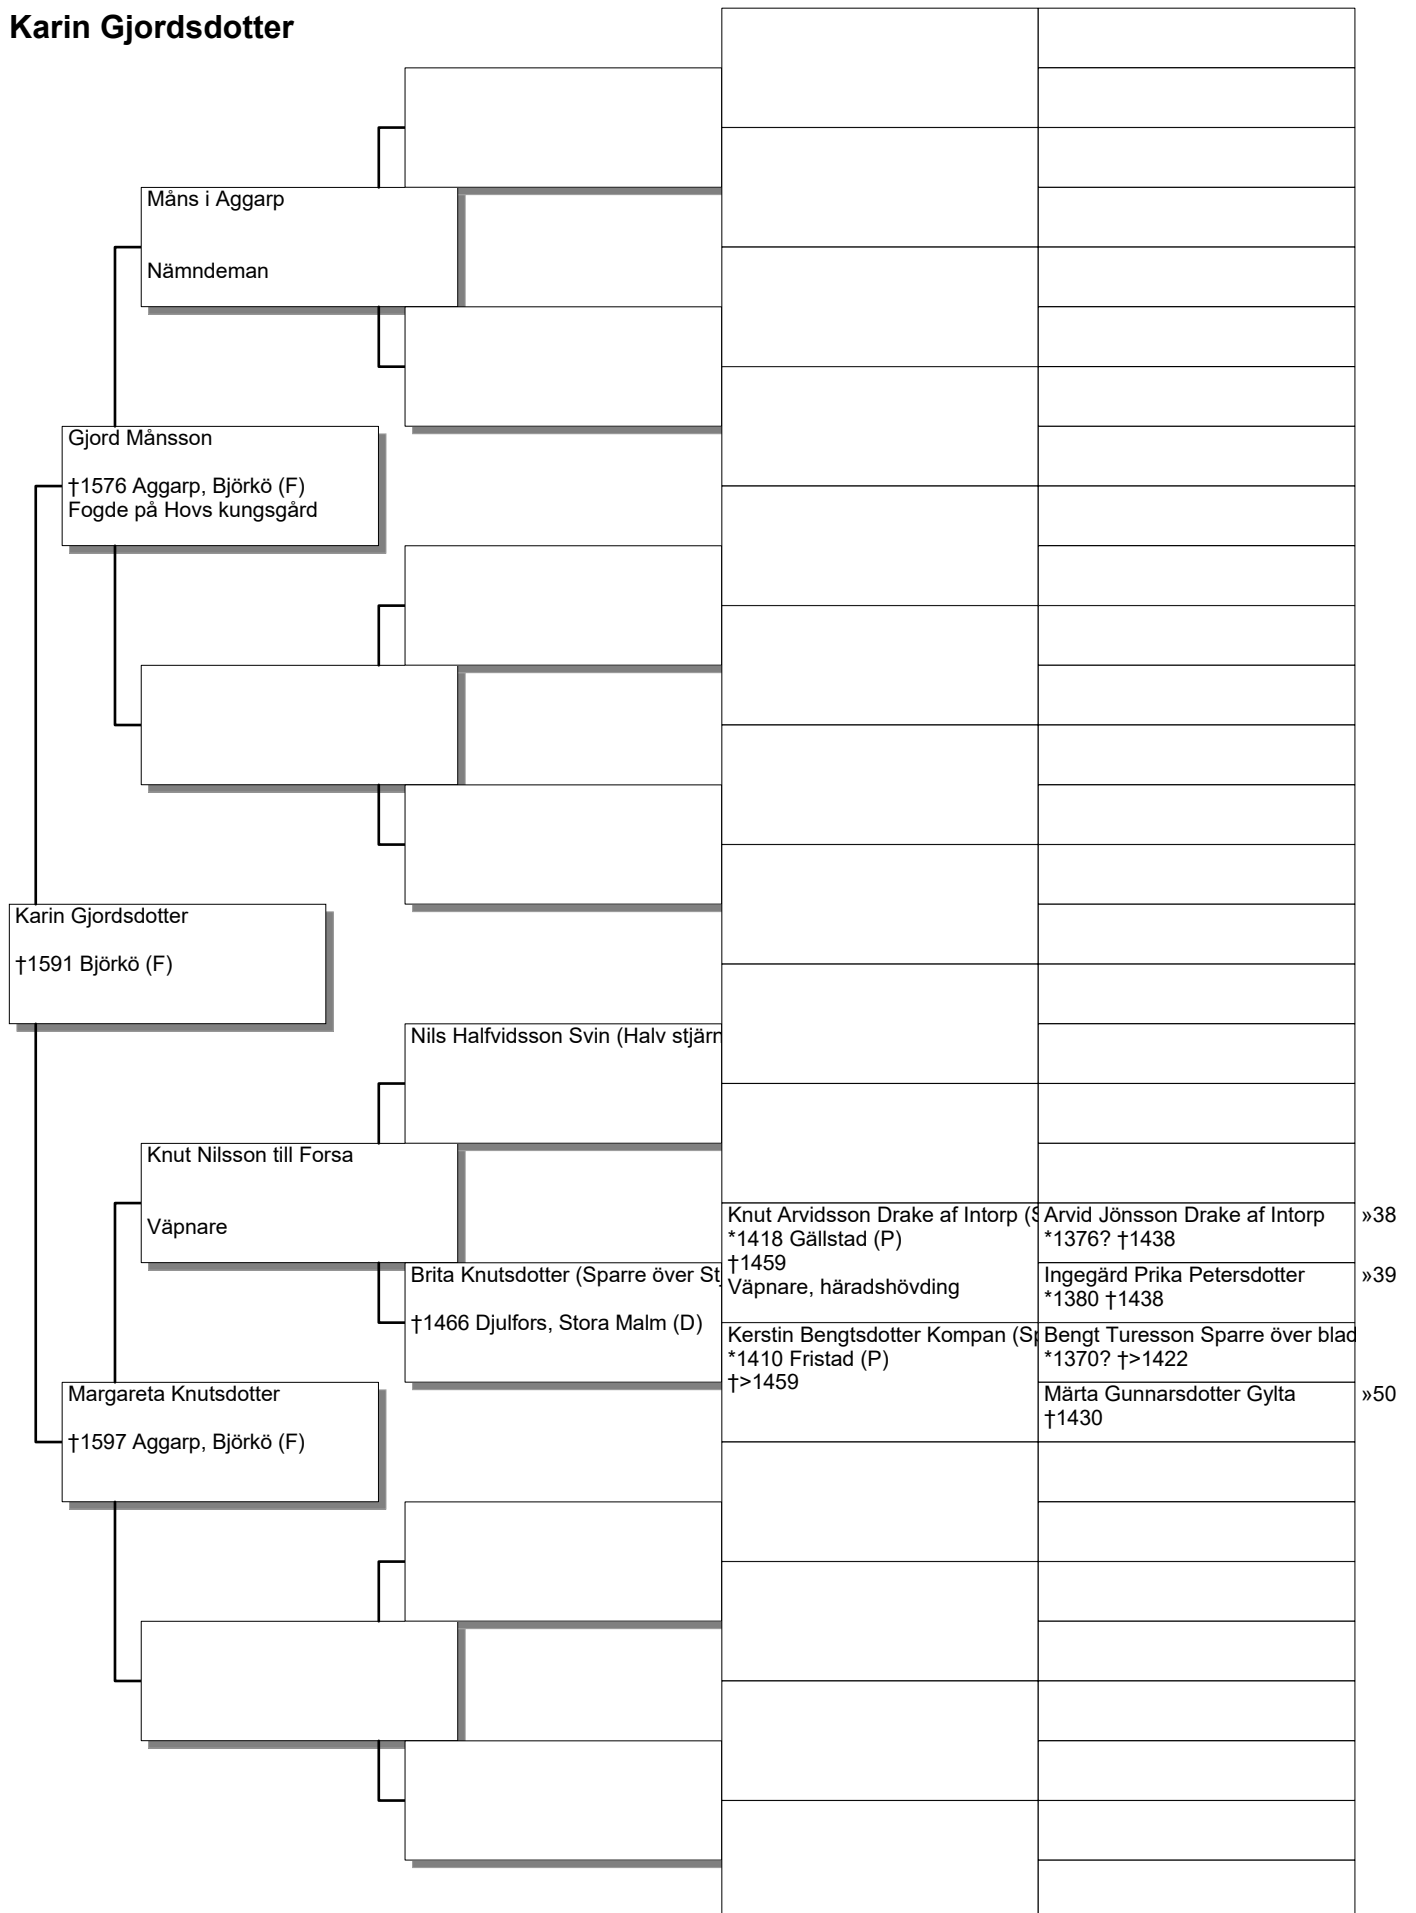 Karin Gjordsdotter
Måns i Aggarp
Nämndeman
Gjord Månsson
†1576 Aggarp, Björkö (F)
Fogde på Hovs kungsgård
Karin Gjordsdotter
†1591 Björkö (F)
Nils Halfvidsson Svin (Halv stjärn
Knut Nilsson till Forsa
Väpnare
Brita Knutsdotter (Sparre över St
†1466 Djulfors, Stora Malm (D)
Knut Arvidsson Drake af Intorp (S
*1418 Gällstad (P)
†1459
Väpnare, häradshövding
Kerstin Bengtsdotter Kompan (Sp
*1410 Fristad (P)
†>1459
Arvid Jönsson Drake af Intorp
*1376? †1438
»38
Ingegärd Prika Petersdotter
*1380 †1438
»39
Bengt Turesson Sparre över blad
*1370? †>1422
Märta Gunnarsdotter Gylta
†1430
»50
Margareta Knutsdotter
†1597 Aggarp, Björkö (F)